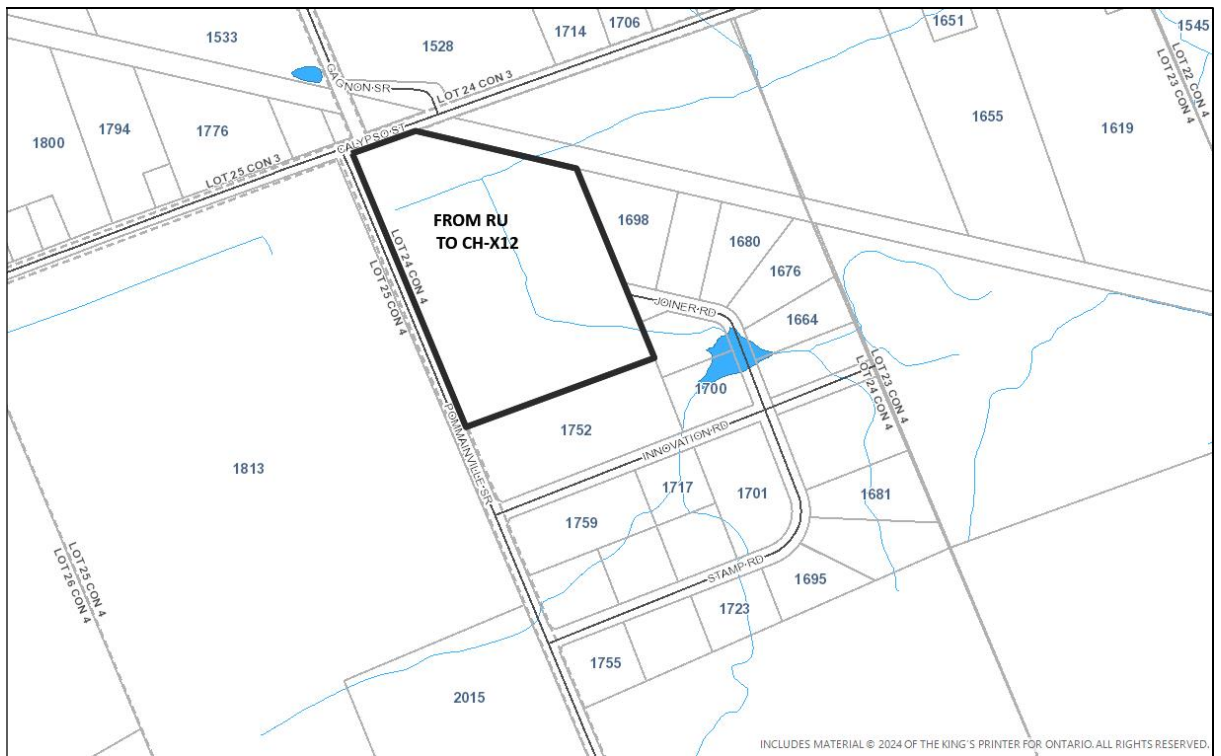 1533
1528
1714
1706
1651
1545
GAGNON SR
LOT 24 CON 3
LOT 22 CON 4
LOT 23 CON 4
1800
1794
1776
CALYPSO ST
LOT 25 CON 3
1655
1619
FROM RU
TO CH-X12
LOT 24 CON 4
LOT 25 CON 4
1698
1680
1676
1664
JOINER RD
LOT 23 CON 4
LOT 24 CON 4
1700
1752
INNOVATION RD
POMMAINVILLE SR
1813
1717
1701
1681
1759
STAMP RD
1695
1723
1755
LOT 25 CON 4
LOT 26 CON 4
2015
INCLUDES MATERIAL © 2024 OF THE KING'S PRINTER FOR ONTARIO. ALL RIGHTS RESERVED.